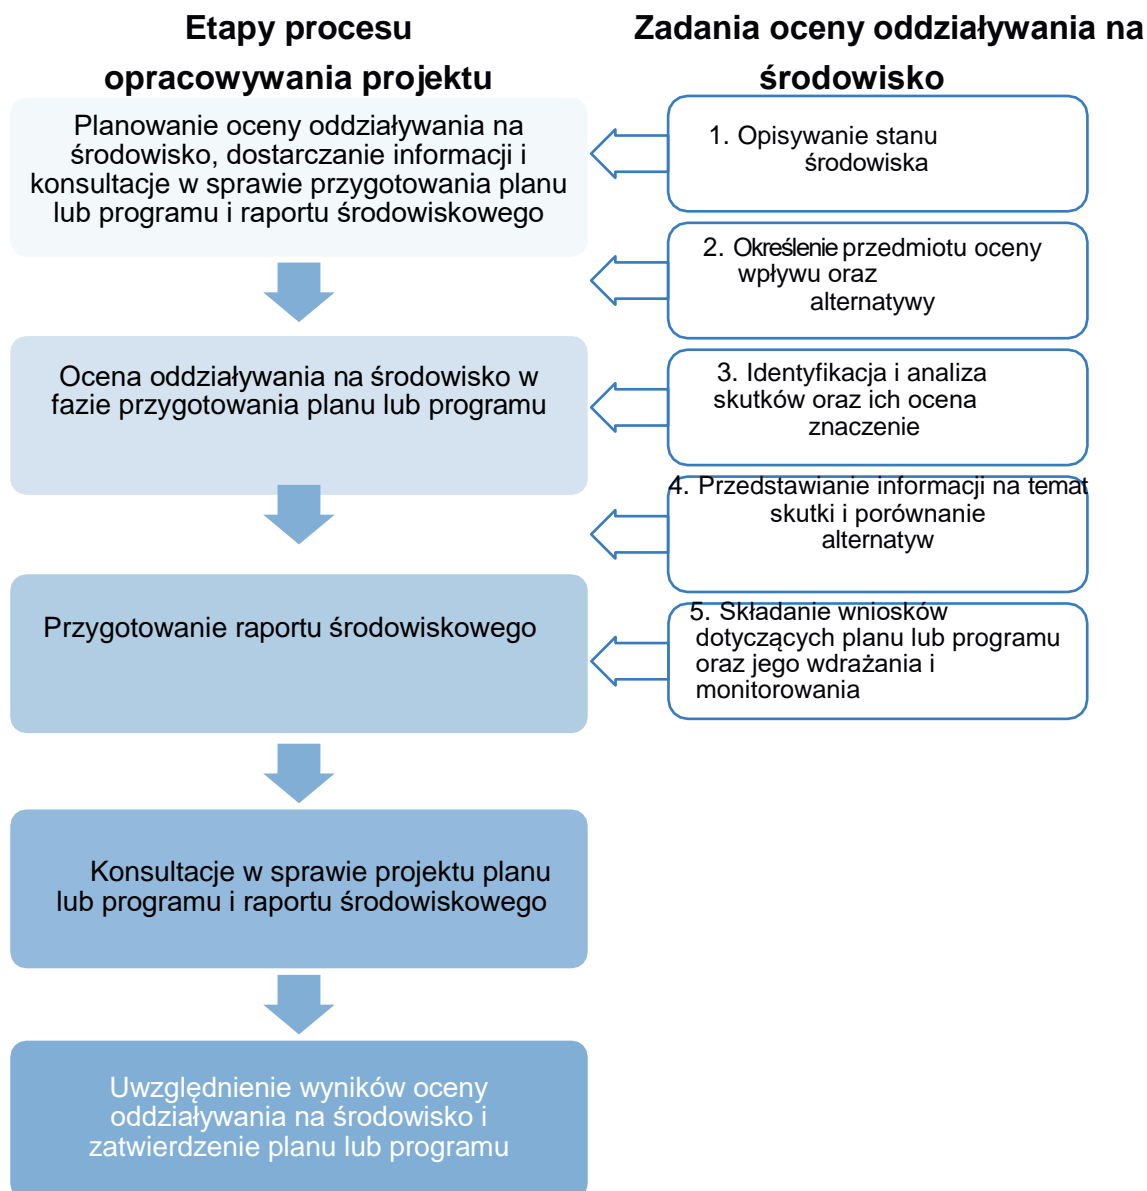 Etapy procesu
opracowywania projektu
Planowanie oceny oddziaływania na
środowisko, dostarczanie informacji i
konsultacje w sprawie przygotowania planu
lub programu i raportu środowiskowego
Ocena oddziaływania na środowisko w
fazie przygotowania planu lub programu
Przygotowanie raportu środowiskowego
Konsultacje w sprawie projektu planu
lub programu i raportu środowiskowego
Uwzględnienie wyników oceny
oddziaływania na środowisko i
zatwierdzenie planu lub programu
Zadania oceny oddziaływania na
środowisko
1. Opisywanie stanu
środowiska
2. Określenie przedmiotu oceny
wpływu oraz
alternatywy
3. Identyfikacja i analiza
skutków oraz ich ocena
znaczenie
4. Przedstawianie informacji na temat
skutki i porównanie
alternatyw
5. Składanie wniosków
dotyczących planu lub programu
oraz jego wdrażania i
monitorowania